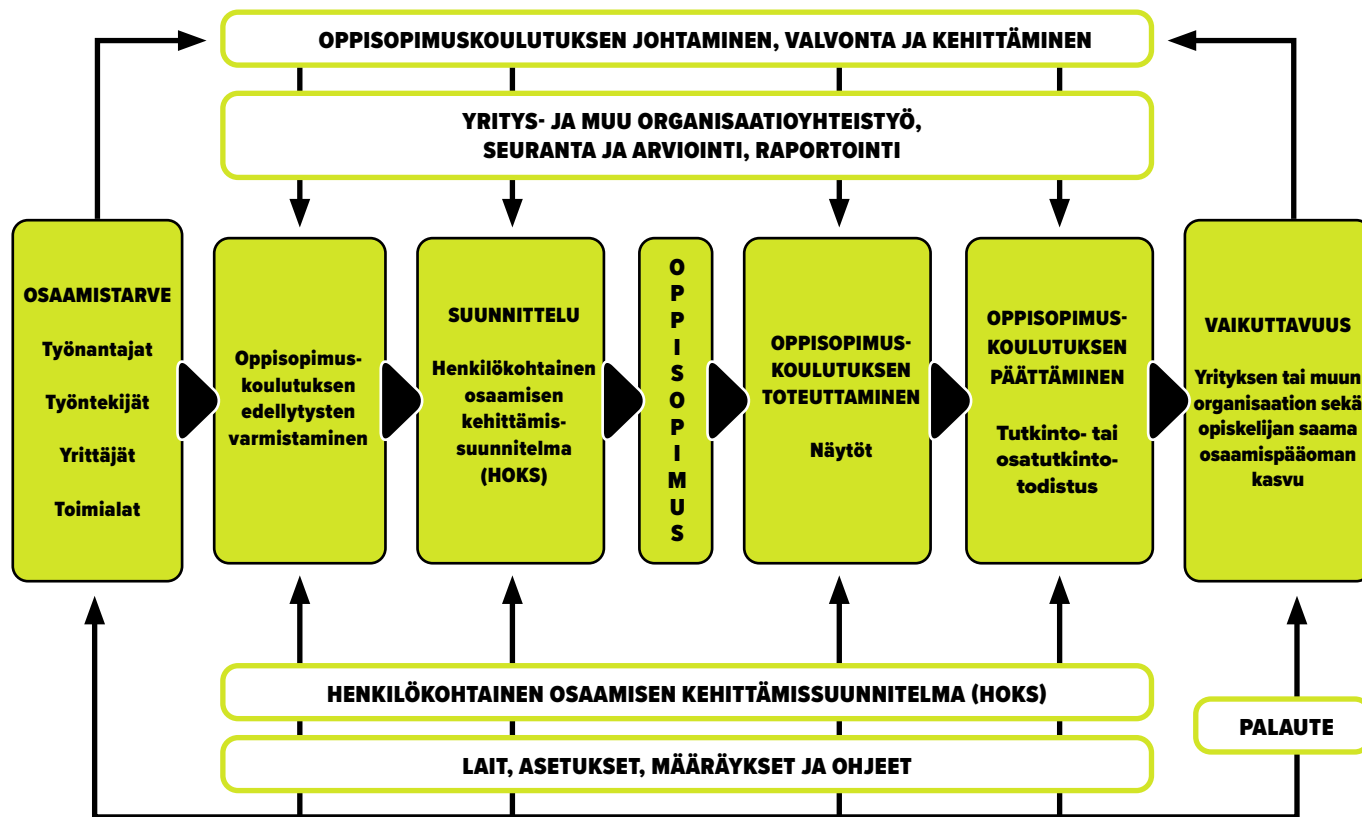 OPPISOPIMUSKOULUTUKSEN JOHTAMINEN, VALVONTA JA KEHITTÄMINEN
YRITYS- JA MUU ORGANISAATIOYHTEISTYÖ,
SEURANTA JA ARVIOINTI, RAPORTOINTI
OSAAMISTARVE
Työnantajat
Työntekijät
Yrittäjät
Toimialat
Oppisopimus-
koulutuksen
edellytysten
varmistaminen
SUUNNITTELU
Henkilökohtainen
osaamisen
kehittämis-
suunnitelma
(HOKS)
OPPISOPIMUS
OPPISOPIMUS-
KOULUTUKSEN
TOTEUTTAMINEN
Näytöt
OPPISOPIMUS-
KOULUTUKSEN
PÄÄTTÄMINEN
Tutkinto- tai
osatutkinto-
todistus
VAIKUTTAVUUS
Yrityksen tai muun
organisaation sekä
opiskelijan saama
osaamispääoman
kasvu
HENKILÖKOHTAINEN OSAAMISEN KEHITTÄMISSUUNNITELMA (HOKS)
LAIT, ASETUKSET, MÄÄRÄYKSET JA OHJEET
PALAUTE